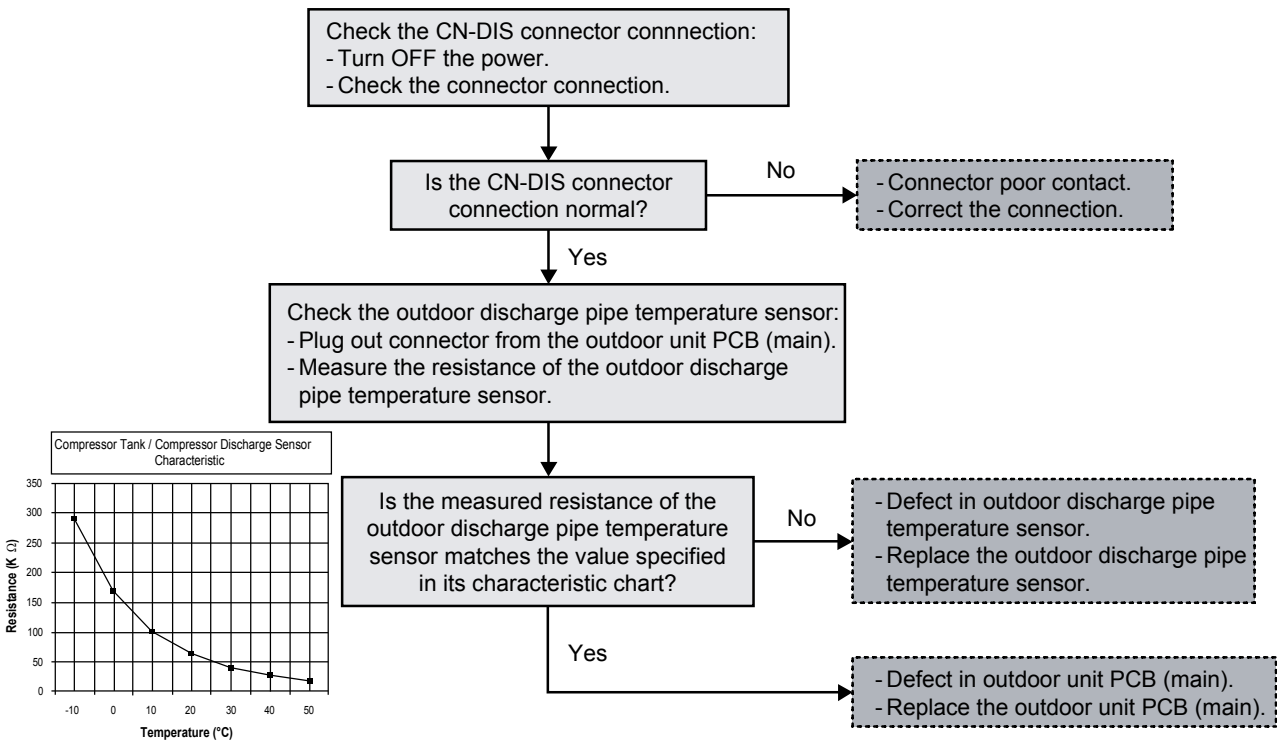 Check the CN-DIS connector connnection:
- Turn OFF the power.
- Check the connector connection.
Is the CN-DIS connector
connection normal?
No
- Connector poor contact.
- Correct the connection.
Yes
Check the outdoor discharge pipe temperature sensor:
- Plug out connector from the outdoor unit PCB (main).
- Measure the resistance of the outdoor discharge
pipe temperature sensor.
Compressor Tank / Compressor Discharge Sensor
Characteristic
Resistance (K Ω)
350
300
250
200
150
100
50
0
-10 0 10 20 30 40 50
Temperature (°C)
Is the measured resistance of the
outdoor discharge pipe temperature
sensor matches the value specified
in its characteristic chart?
No
- Defect in outdoor discharge pipe
temperature sensor.
- Replace the outdoor discharge pipe
temperature sensor.
Yes
- Defect in outdoor unit PCB (main).
- Replace the outdoor unit PCB (main).